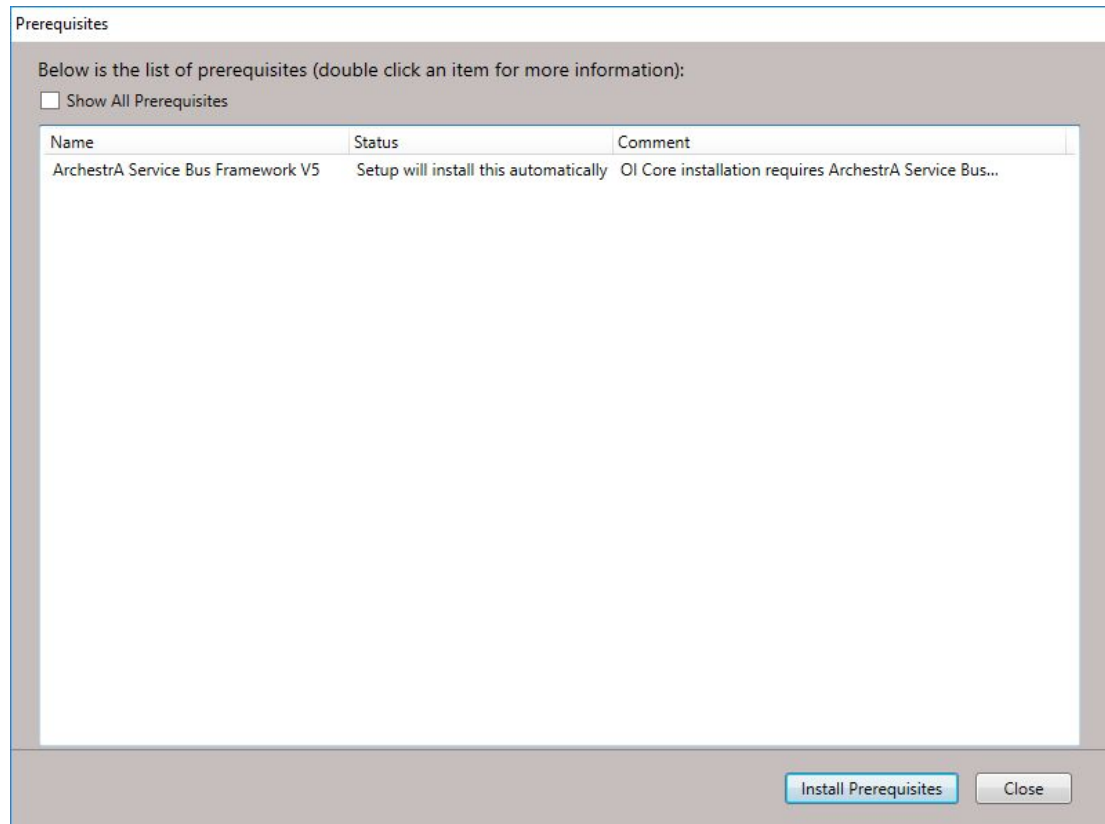 Prerequisites
Below is the list of prerequisites (double click an item for more information):
Show All Prerequisites
Name Status Comment
ArchestrA Service Bus Framework V5 Setup will install this automatically OI Core installation requires ArchestrA Service Bus...
Install Prerequisites Close